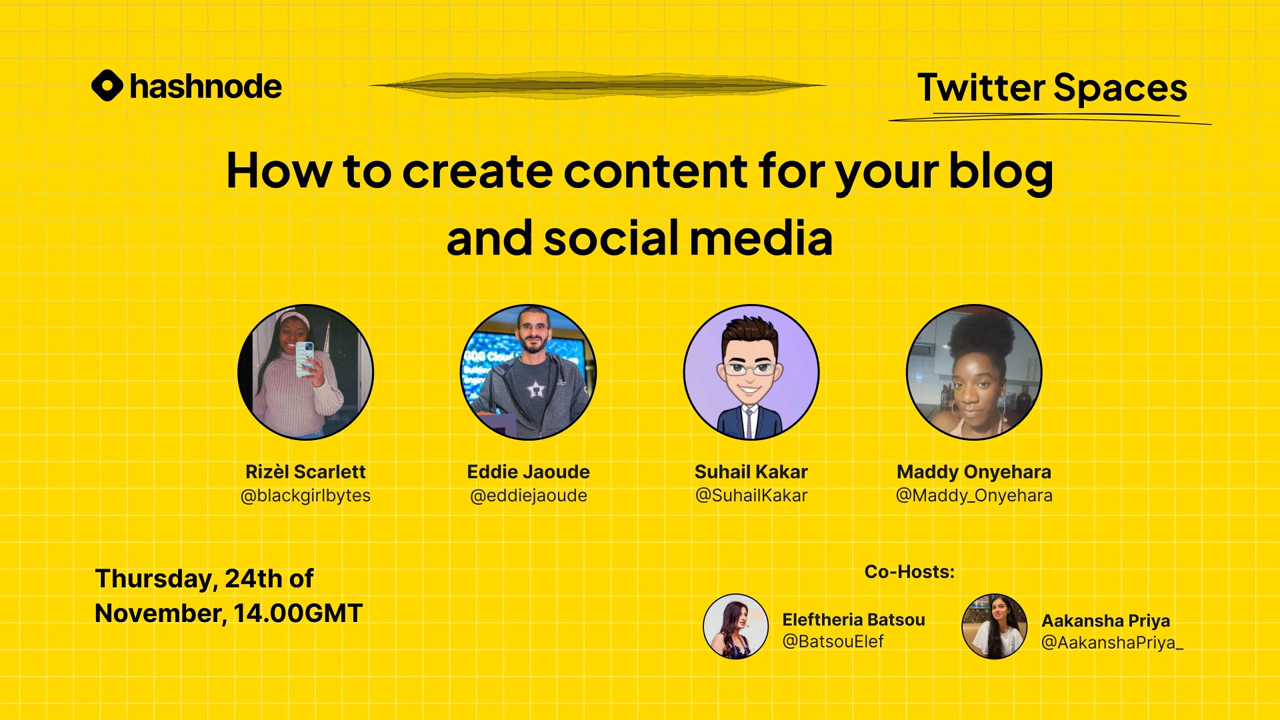 hashnode
Twitter Spaces
How to create content for your blog
and social media
Rizèl Scarlett
@blackgirlbytes
Eddie Jaoude
@eddiejaoude
Suhail Kakar
@SuhailKakar
Maddy Onyehara
@Maddy_Onyehara
Thursday, 24th of
November, 14.00GMT
Co-Hosts:
Eleftheria Batsou
@BatsouElef
Aakansha Priya
@AakanshaPriya_